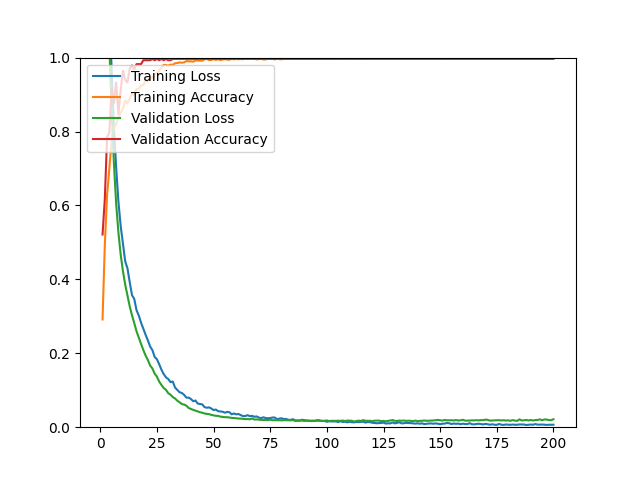 1.0
0.8
0.6
0.4
0.2
0.0
Training Loss
Training Accuracy
Validation Loss
Validation Accuracy
0 25 50 75 100 125 150 175 200